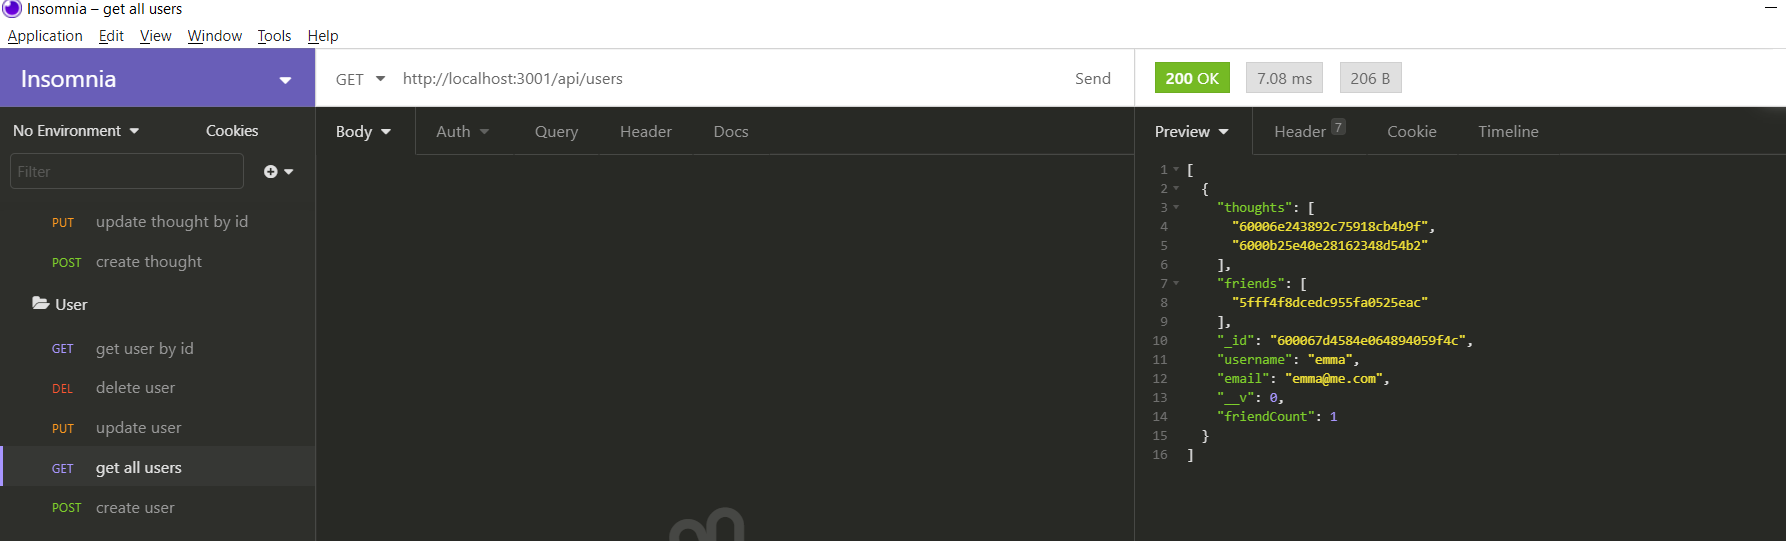 Insomnia – get all users
Application Edit View Window Tools Help
Insomnia
GET http://localhost:3001/api/users Send
200 OK 7.08 ms 206 B
No Environment Cookies
Body Auth Query Header Docs
Preview Header 7 Cookie Timeline
Filter
PUT update thought by id
POST create thought
User
GET get user by id
DEL delete user
PUT update user
GET get all users
POST create user
1 [
2 {
3 "thoughts": [
4 "60006e243892c75918cb4b9f",
5 "6000b25e40e28162348d54b2"
6 ],
7 "friends": [
8 "5fff4f8dcedc955fa0525eac"
9 ],
10 "_id": "600067d4584e064894059f4c",
11 "username": "emma",
12 "email": "emma@me.com",
13 "__v": 0,
14 "friendCount": 1
15 }
16 ]